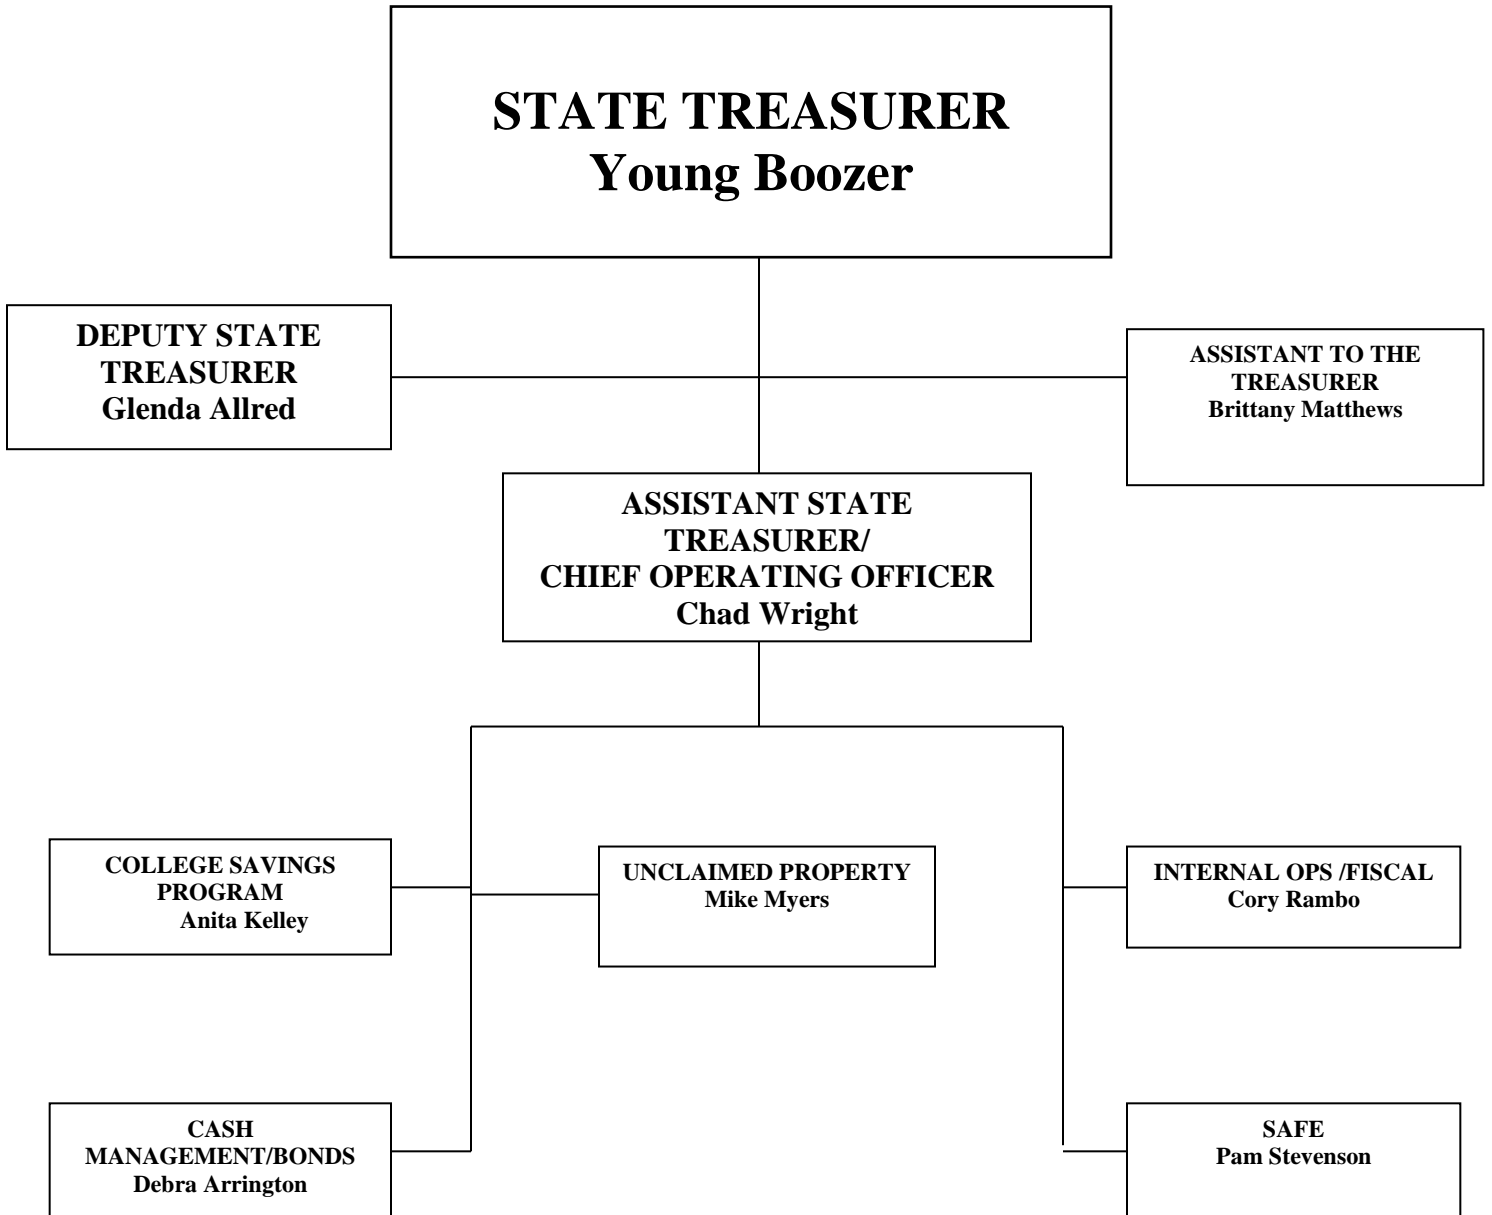 STATE TREASURER
Young Boozer
DEPUTY STATE
TREASURER
Glenda Allred
ASSISTANT TO THE
TREASURER
Brittany Matthews
ASSISTANT STATE
TREASURER/
CHIEF OPERATING OFFICER
Chad Wright
COLLEGE SAVINGS
PROGRAM
Anita Kelley
UNCLAIMED PROPERTY
Mike Myers
INTERNAL OPS /FISCAL
Cory Rambo
CASH
MANAGEMENT/BONDS
Debra Arrington
SAFE
Pam Stevenson